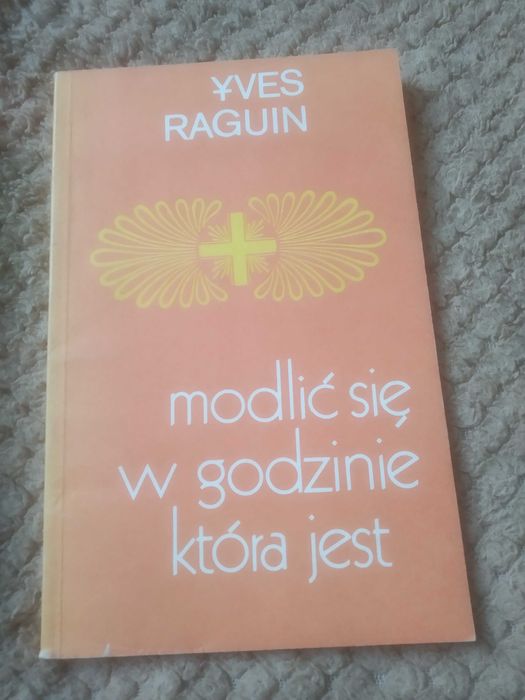 YVES
RAGUIN
modlić się
w godzinie
która jest